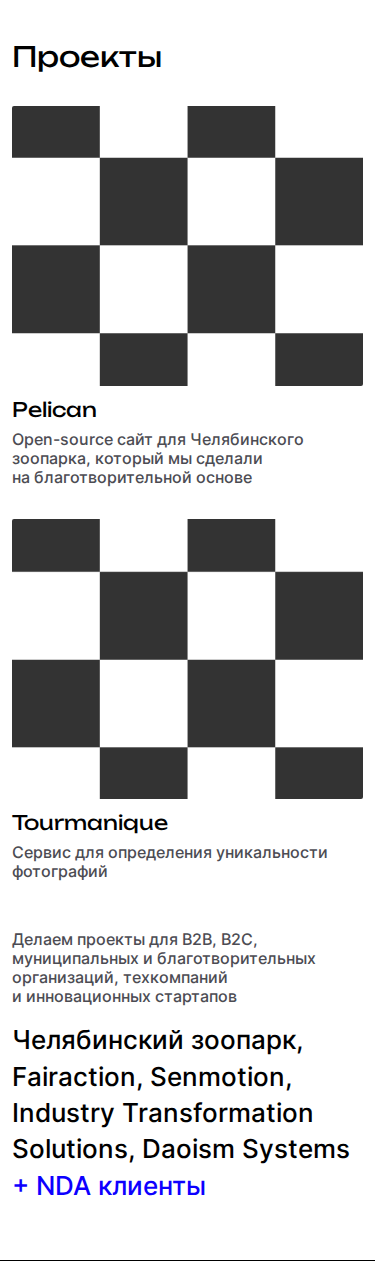 Проекты
Pelican
Open-source сайт для Челябинского
зоопарка, который мы сделали
на благотворительной основе
Tourmanique
Сервис для определения уникальности
фотографий
Делаем проекты для B2B, B2C,
муниципальных и благотворительных
организаций, техкомпаний
и инновационных стартапов
Челябинский зоопарк,
Fairaction, Senmotion,
Industry Transformation
Solutions, Daoism Systems
+ NDA клиенты